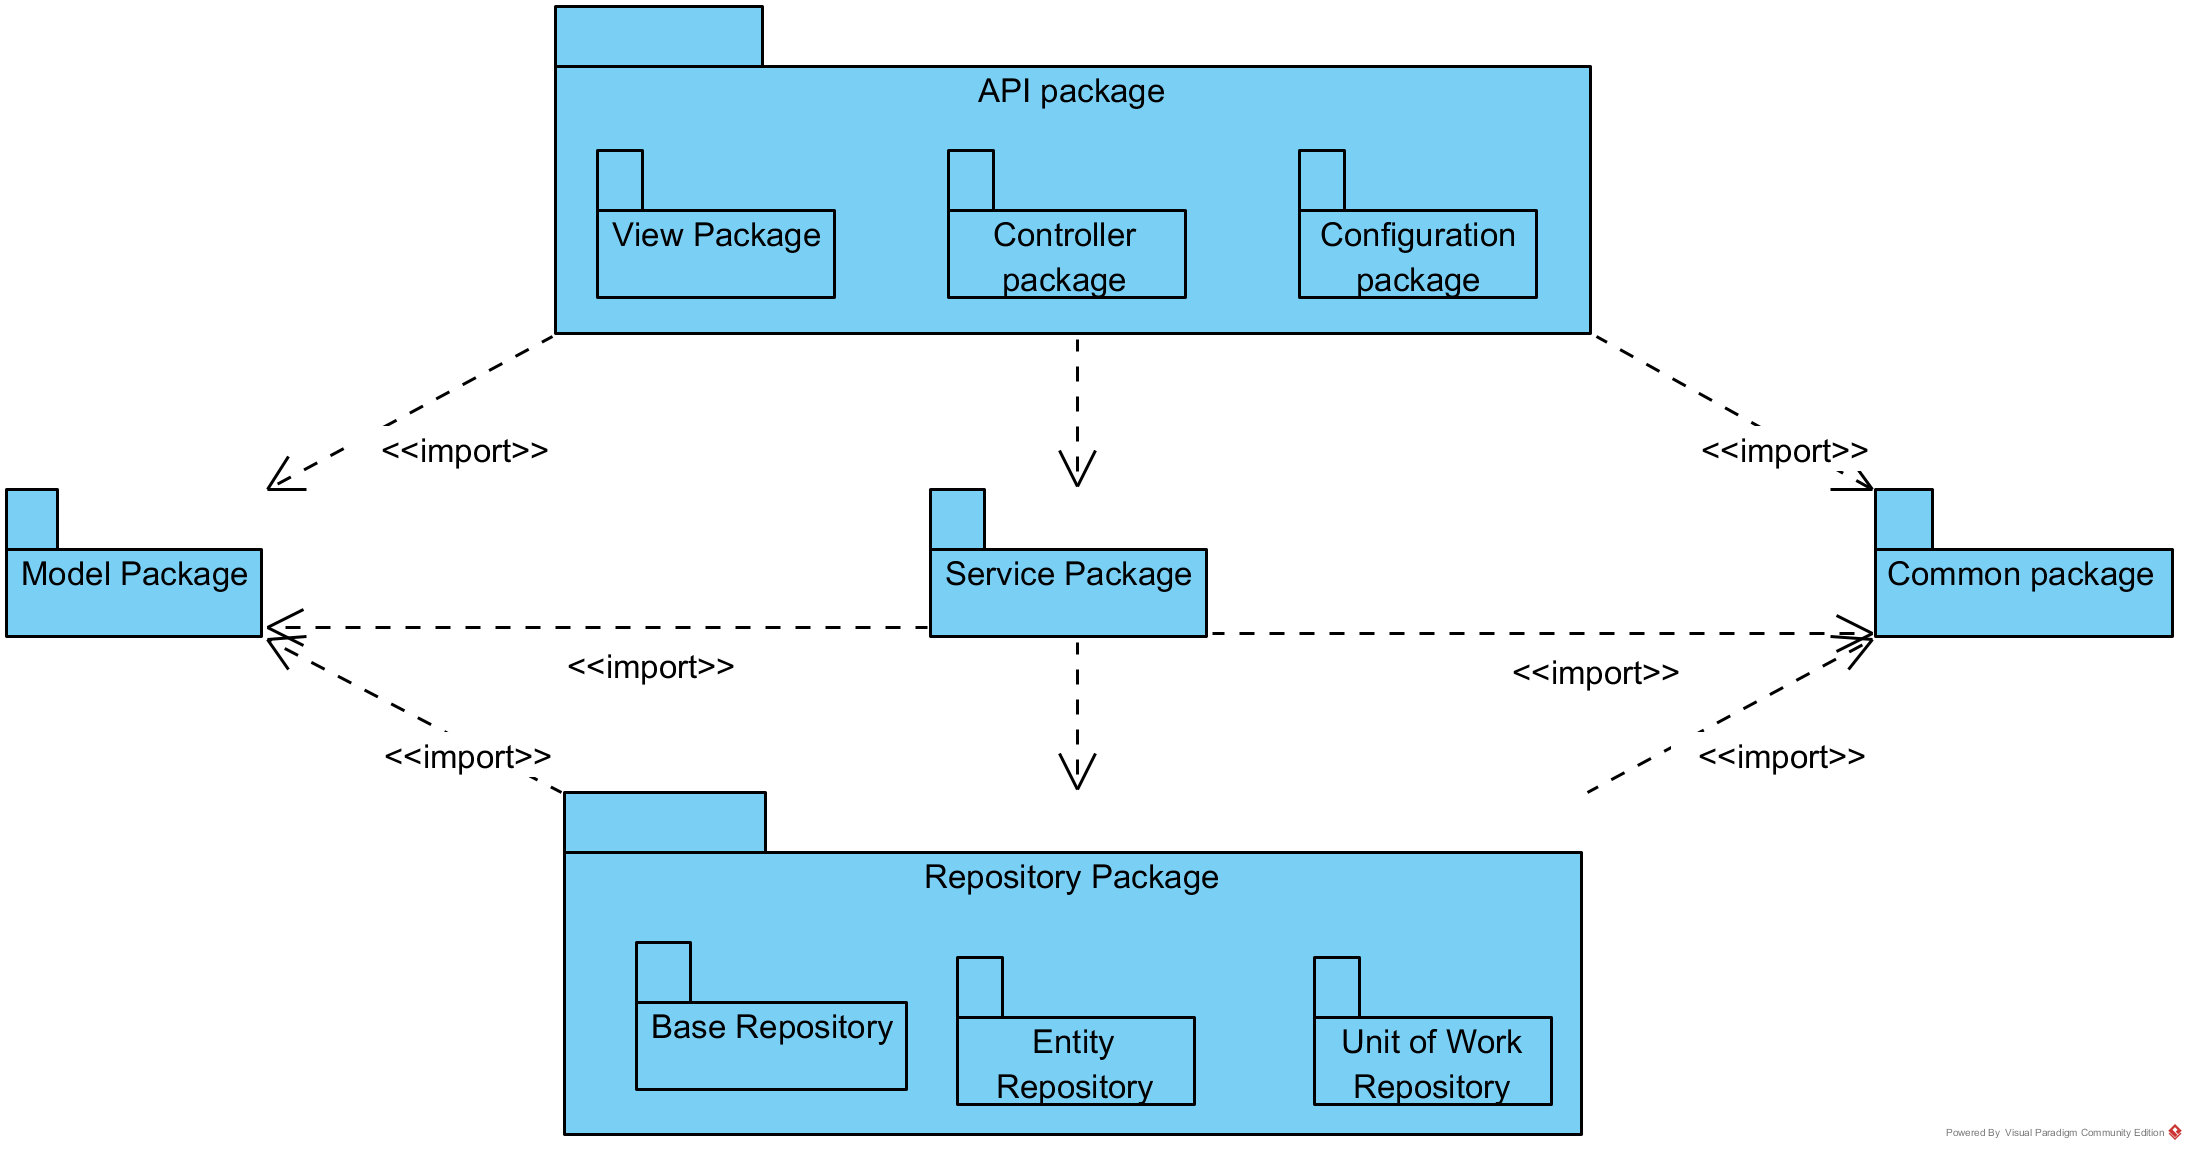 API package
View Package
Controller
package
Configuration
package
<<import>>
<<import>>
Model Package
Service Package
Common package
<<import>>
<<import>>
<<import>>
<<import>>
Repository Package
Base Repository
Entity
Repository
Unit of Work
Repository
Powered By Visual Paradigm Community Edition